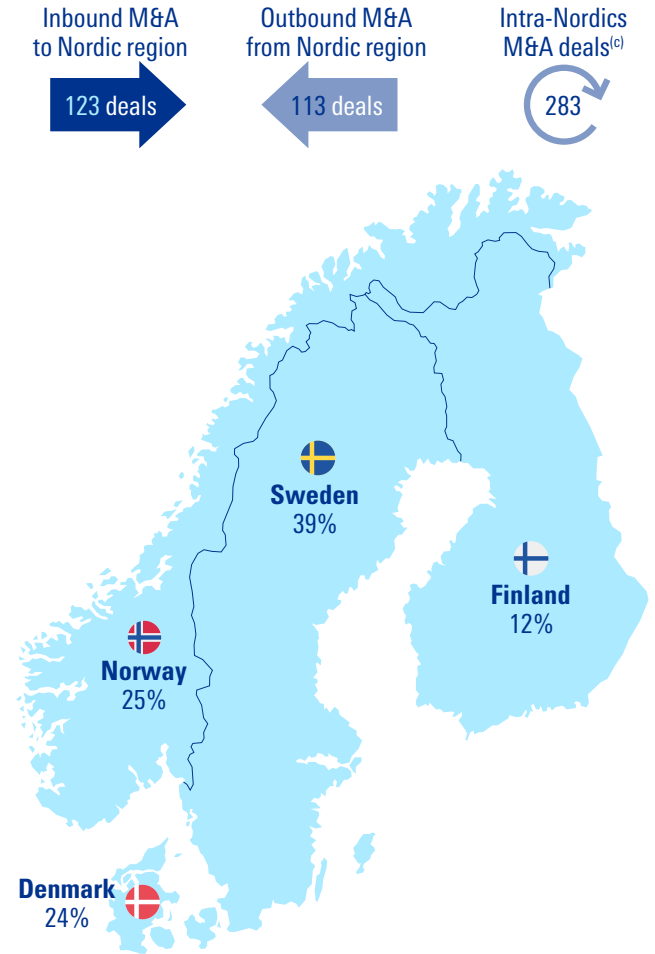 Inbound M&A
to Nordic region
123 deals
Outbound M&A
from Nordic region
113 deals
Intra-Nordics
M&A deals(c)
283
Sweden
39%
Finland
12%
Norway
25%
Denmark
24%